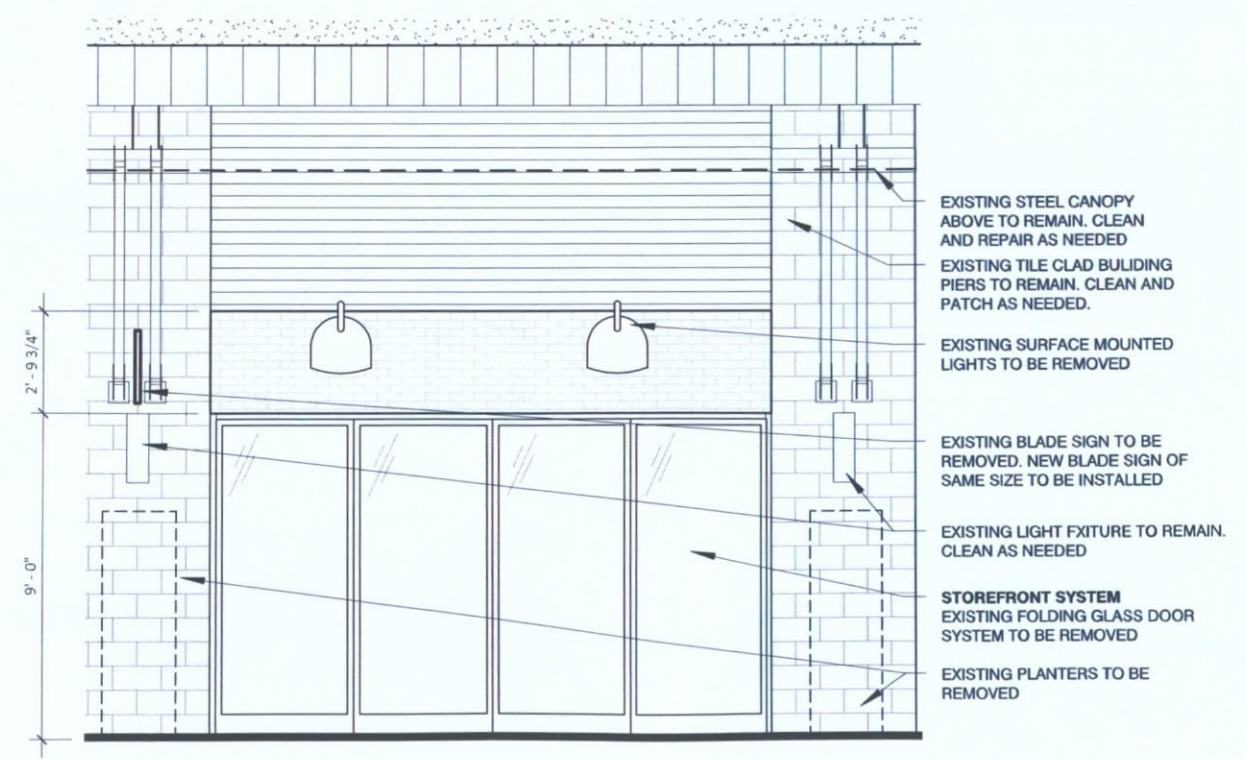 EXISTING STEEL CANOPY
ABOVE TO REMAIN. CLEAN
AND REPAIR AS NEEDED
EXISTING TILE CLAD BULIDING
PIERS TO REMAIN. CLEAN AND
PATCH AS NEEDED.
EXISTING SURFACE MOUNTED
LIGHTS TO BE REMOVED
2' - 9 3/4"
EXISTING BLADE SIGN TO BE
REMOVED. NEW BLADE SIGN OF
SAME SIZE TO BE INSTALLED
EXISTING LIGHT FXITURE TO REMAIN.
CLEAN AS NEEDED
9' - 0"
STOREFRONT SYSTEM
EXISTING FOLDING GLASS DOOR
SYSTEM TO BE REMOVED
EXISTING PLANTERS TO BE
REMOVED